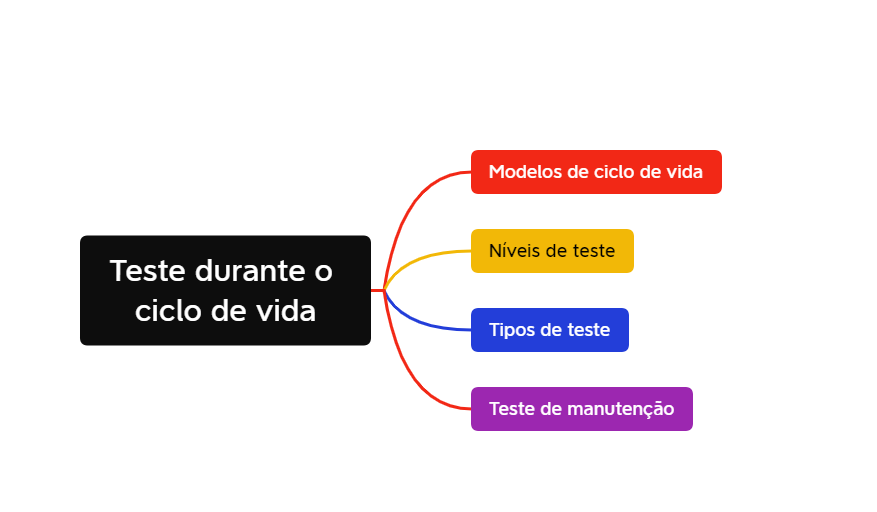 Teste durante o
ciclo de vida
Modelos de ciclo de vida
Níveis de teste
Tipos de teste
Teste de manutenção